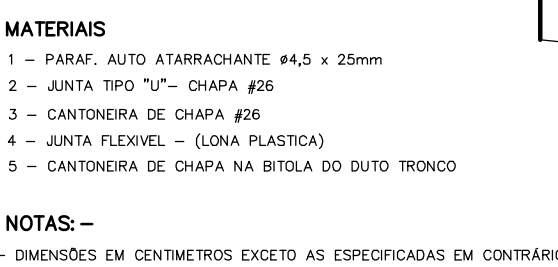 MATERIAIS
1 – PARAF. AUTO ATARRACHANTE ø4,5 x 25mm
2 – JUNTA TIPO "U"– CHAPA #26
3 – CANTONEIRA DE CHAPA #26
4 – JUNTA FLEXIVEL – (LONA PLASTICA)
5 – CANTONEIRA DE CHAPA NA BITOLA DO DUTO TRONCO
NOTAS: –
– DIMENSÕES EM CENTIMETROS EXCETO AS ESPECIFICADAS EM CONTRÁRIO